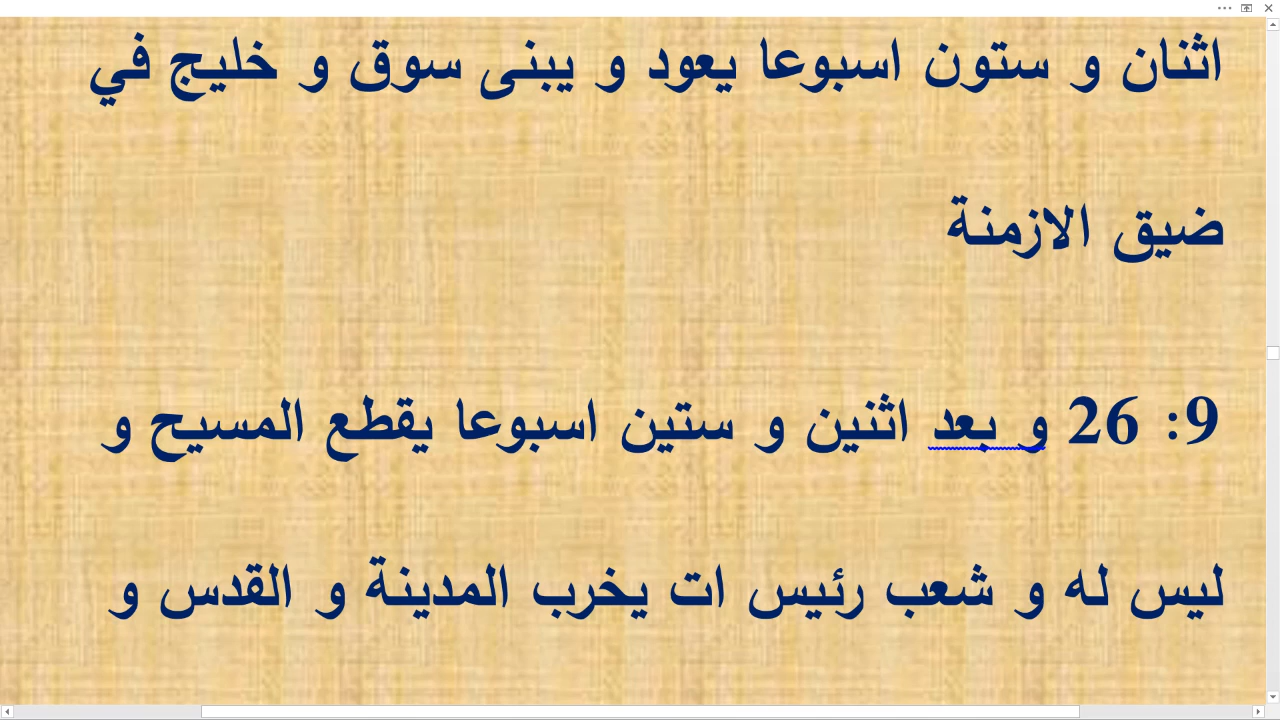 اثنان و ستون اسبوعا يعود و يبنى سوق و خليج في
ضيق الازمنة
9: 26 و بعد اثنين و ستين اسبوعا يقطع المسيح و
ليس له و شعب رئيس ات يخرب المدينة و القدس و